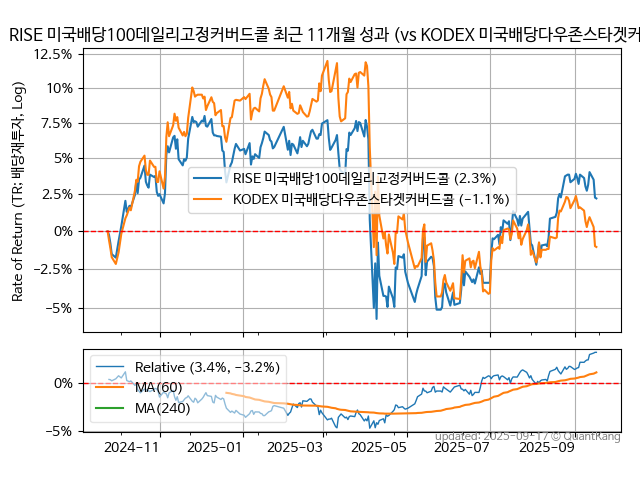 RISE 미국배당100데일리고정커버드콜 최근 11개월 성과 (vs KODEX 미국배당다우존스타겟커
12.5%
10%
7.5%
5%
2.5%
0%
−2.5%
−5%
Rate of Return (TR: 배당재투자, Log)
RISE 미국배당100데일리고정커버드콜 (2.3%)
KODEX 미국배당다우존스타겟커버드콜 (−1.1%)
0%
−5%
Relative (3.4%, −3.2%)
MA(60)
MA(240)
updated: 2025-09-17 © QuantKang
2024-11
2025-01
2025-03
2025-05
2025-07
2025-09